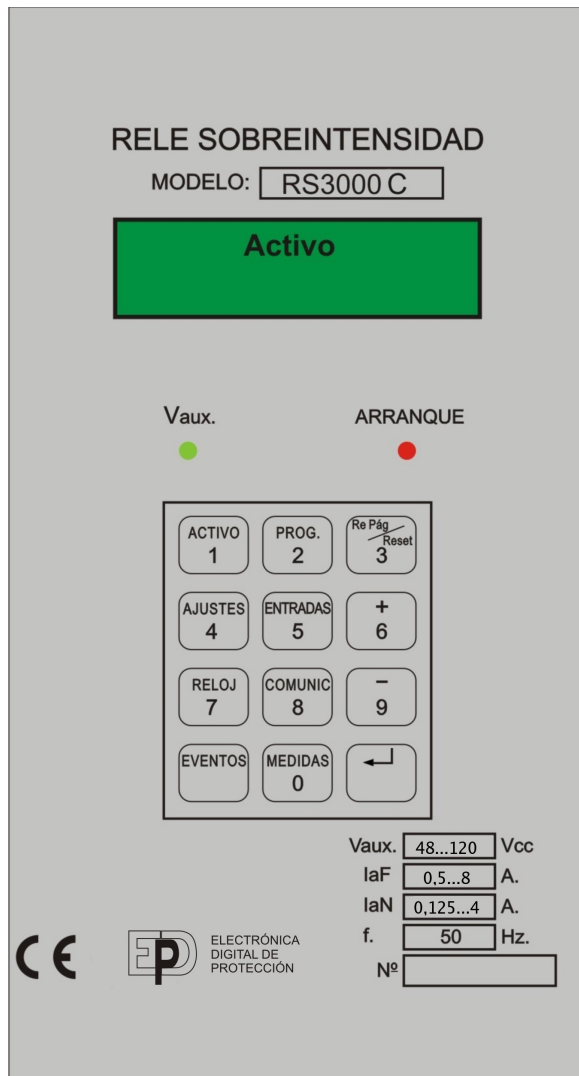 RELE SOBREINTENSIDAD
MODELO: RS3000 C
Activo
Vaux. ARRANQUE
ACTIVO 1
PROG. 2
Re Pág / Reset 3
AJUSTES 4
ENTRADAS 5
+ 6
RELOJ 7
COMUNIC 8
– 9
EVENTOS
MEDIDAS 0
Vaux. 48...120 Vcc
IaF 0,5...8 A.
IaN 0,125...4 A.
f. 50 Hz.
Nº
CE
EDP
ELECTRÓNICA
DIGITAL DE
PROTECCIÓN